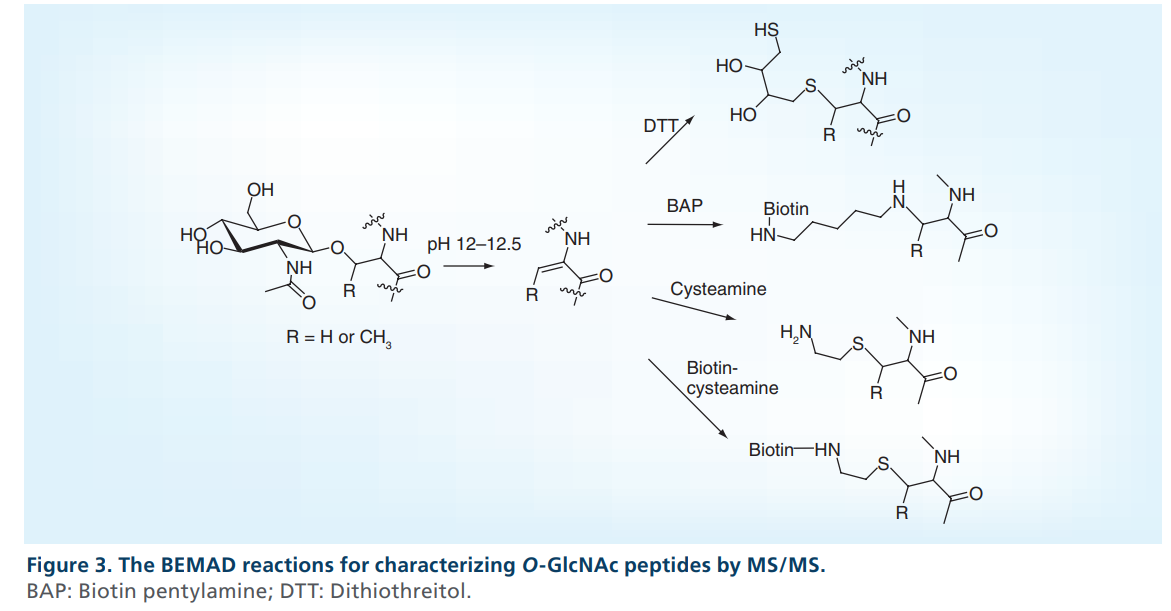 HS
HO
HO
S
NH
O
R
DTT
OH
O
HO
HO
O
NH
O
NH
O
R
R = H or CH₃
pH 12–12.5
NH
O
R
BAP
Biotin
HN
H
N
NH
O
R
Cysteamine
H₂N
S
NH
O
R
Biotin-
cysteamine
Biotin—HN
S
NH
O
R
Figure 3. The BEMAD reactions for characterizing O-GlcNAc peptides by MS/MS.
BAP: Biotin pentylamine; DTT: Dithiothreitol.